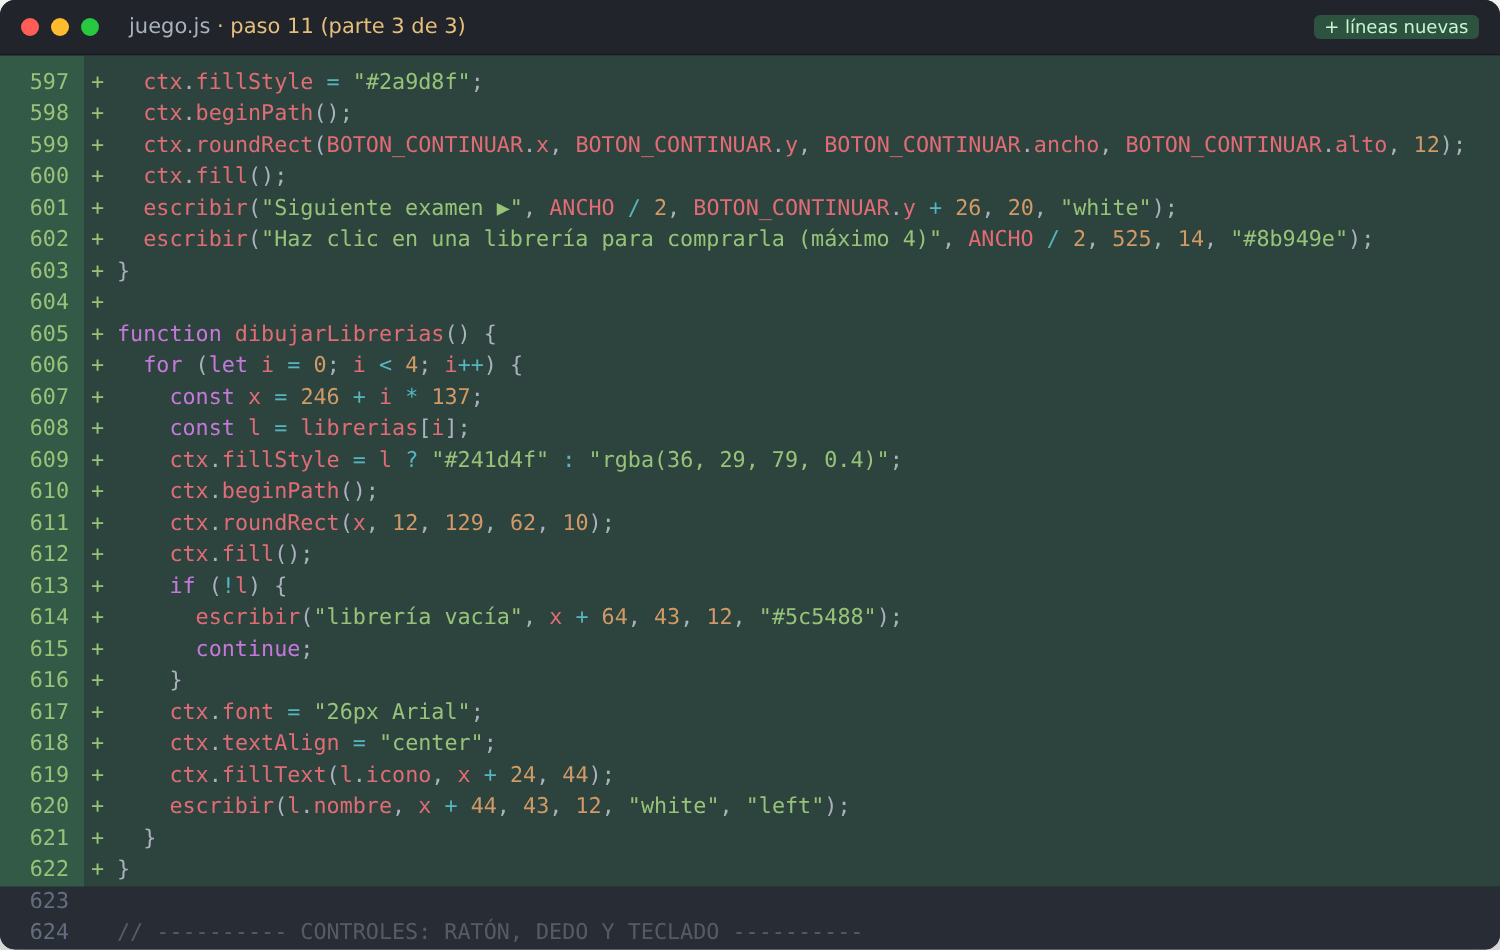 juego.js · paso 11 (parte 3 de 3)
+ líneas nuevas
597 +   ctx.fillStyle = "#2a9d8f";
598 +   ctx.beginPath();
599 +   ctx.roundRect(BOTON_CONTINUAR.x, BOTON_CONTINUAR.y, BOTON_CONTINUAR.ancho, BOTON_CONTINUAR.alto, 12);
600 +   ctx.fill();
601 +   escribir("Siguiente examen ▶", ANCHO / 2, BOTON_CONTINUAR.y + 26, 20, "white");
602 +   escribir("Haz clic en una librería para comprarla (máximo 4)", ANCHO / 2, 525, 14, "#8b949e");
603 + }
604 +
605 + function dibujarLibrerias() {
606 +   for (let i = 0; i < 4; i++) {
607 +     const x = 246 + i * 137;
608 +     const l = librerias[i];
609 +     ctx.fillStyle = l ? "#241d4f" : "rgba(36, 29, 79, 0.4)";
610 +     ctx.beginPath();
611 +     ctx.roundRect(x, 12, 129, 62, 10);
612 +     ctx.fill();
613 +     if (!l) {
614 +       escribir("librería vacía", x + 64, 43, 12, "#5c5488");
615 +       continue;
616 +     }
617 +     ctx.font = "26px Arial";
618 +     ctx.textAlign = "center";
619 +     ctx.fillText(l.icono, x + 24, 44);
620 +     escribir(l.nombre, x + 44, 43, 12, "white", "left");
621 +   }
622 + }
623
624   // ---------- CONTROLES: RATÓN, DEDO Y TECLADO ----------